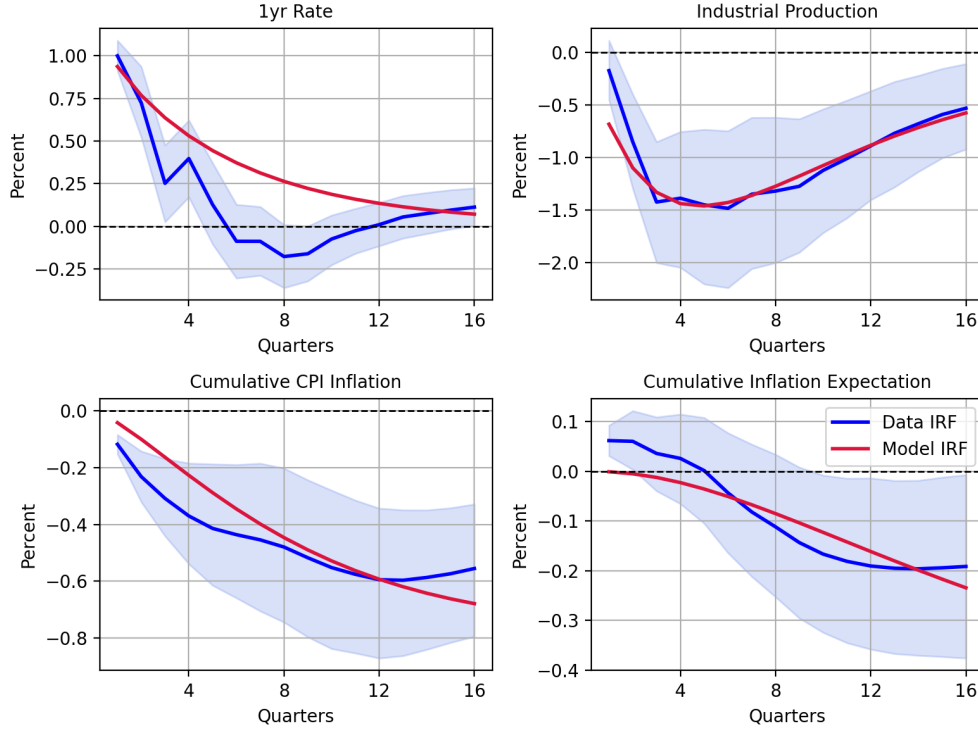 1yr Rate
Percent
1.00
0.75
0.50
0.25
0.00
−0.25
4
8
12
16
Quarters
Industrial Production
Percent
0.0
−0.5
−1.0
−1.5
−2.0
4
8
12
16
Quarters
Cumulative CPI Inflation
Percent
0.0
−0.2
−0.4
−0.6
−0.8
4
8
12
16
Quarters
Cumulative Inflation Expectation
Percent
0.1
0.0
−0.1
−0.2
−0.3
−0.4
Data IRF
Model IRF
4
8
12
16
Quarters